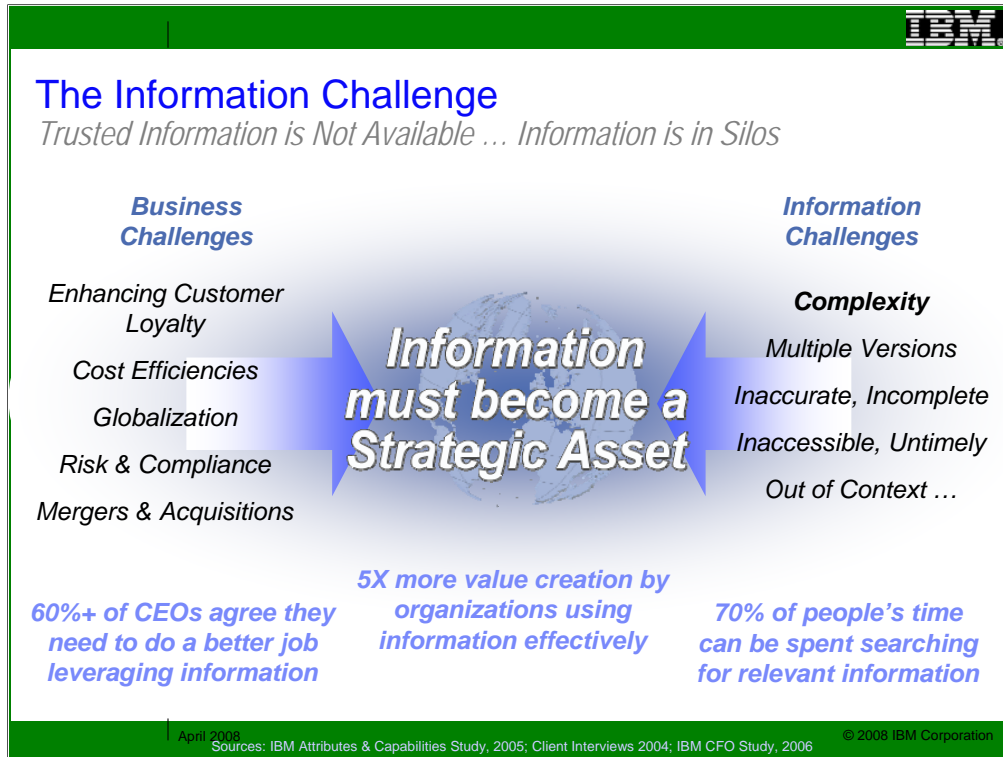 IBM®
The Information Challenge
Trusted Information is Not Available … Information is in Silos
Business
Challenges
Enhancing Customer
Loyalty
Cost Efficiencies
Globalization
Risk & Compliance
Mergers & Acquisitions
Information
must become a
Strategic Asset
Information
Challenges
Complexity
Multiple Versions
Inaccurate, Incomplete
Inaccessible, Untimely
Out of Context …
60%+ of CEOs agree they
need to do a better job
leveraging information
5X more value creation by
organizations using
information effectively
70% of people’s time
can be spent searching
for relevant information
April 2008
Sources: IBM Attributes & Capabilities Study, 2005; Client Interviews 2004; IBM CFO Study, 2006
© 2008 IBM Corporation